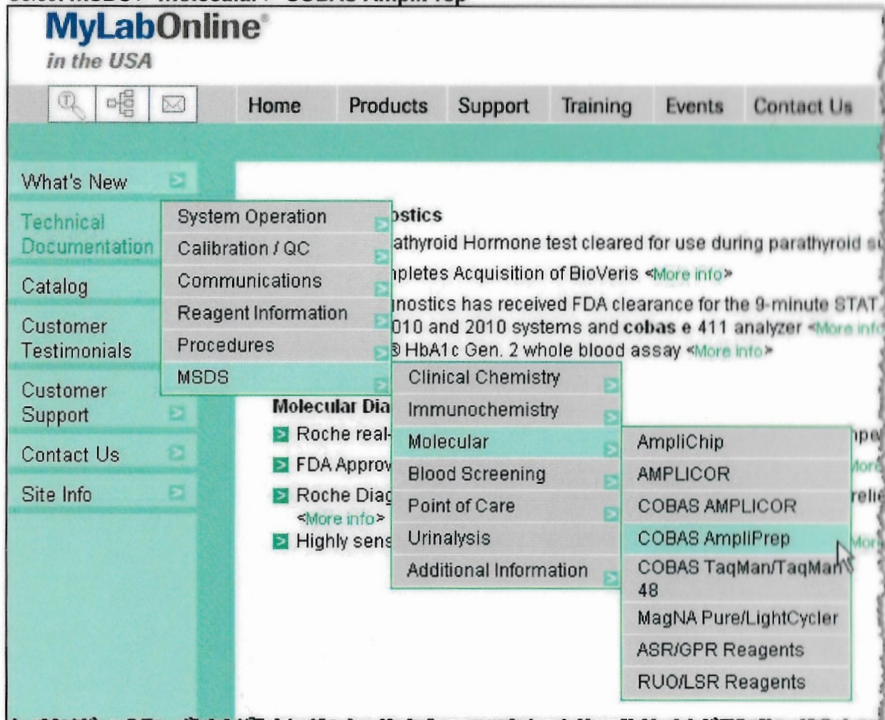 MyLabOnline®
in the USA
Home Products Support Training Events Contact Us
What's New
Technical
Documentation
Catalog
Customer
Testimonials
Customer
Support
Contact Us
Site Info
System Operation
Calibration / QC
Communications
Reagent Information
Procedures
MSDS
ostics
athyroid Hormone test cleared for use during parathyroid su
mpletes Acquisition of BioVeris <More info>
gnostics has received FDA clearance for the 9-minute STAT
010 and 2010 systems and cobas e 411 analyzer <More info>
® HbA1c Gen. 2 whole blood assay <More info>
Molecular Dia
Roche real-
FDA Approv
Roche Diag
<More info>
Highly sens
Clinical Chemistry
Immunochemistry
Molecular
Blood Screening
Point of Care
Urinalysis
Additional Information
AmpliChip
AMPLICOR
COBAS AMPLICOR
COBAS AmpliPrep
COBAS TaqMan/TaqMan
48
MagNA Pure/LightCycler
ASR/GPR Reagents
RUO/LSR Reagents